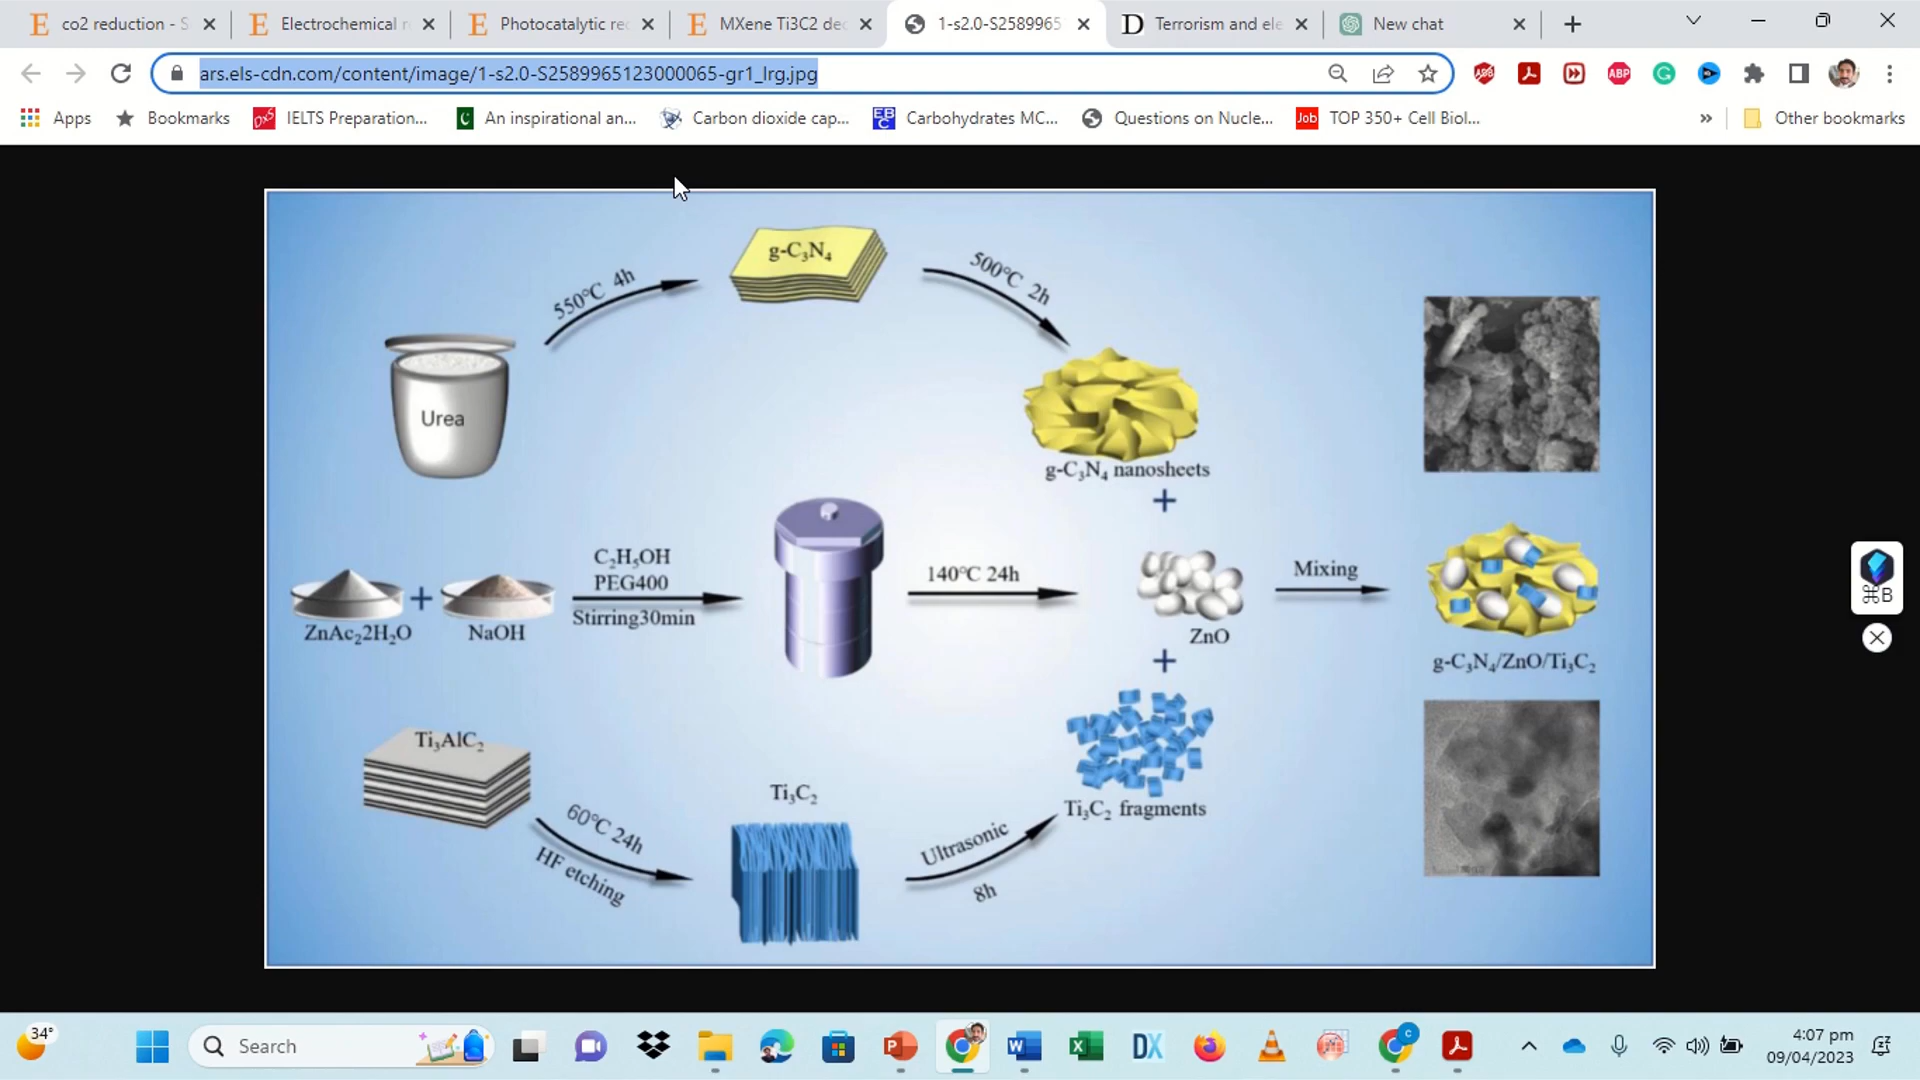 co2 reduction - S
Electrochemical r
Photocatalytic re
MXene Ti3C2 dec
1-s2.0-S25899651
Terrorism and ele
New chat
ars.els-cdn.com/content/image/1-s2.0-S2589965123000065-gr1_lrg.jpg
Apps
Bookmarks
IELTS Preparation...
An inspirational an...
Carbon dioxide cap...
Carbohydrates MC...
Questions on Nucle...
TOP 350+ Cell Biol...
»
Other bookmarks
g-C₃N₄
550°C 4h
500°C 2h
Urea
g-C₃N₄ nanosheets
+
C₂H₅OH
PEG400
Stirring30min
140°C 24h
Mixing
+
ZnAc₂2H₂O
NaOH
ZnO
+
g-C₃N₄/ZnO/Ti₃C₂
⌘B
Ti₃AlC₂
Ti₃C₂
Ti₃C₂ fragments
60°C 24h
HF etching
Ultrasonic
8h
34°
Search
4:07 pm
09/04/2023